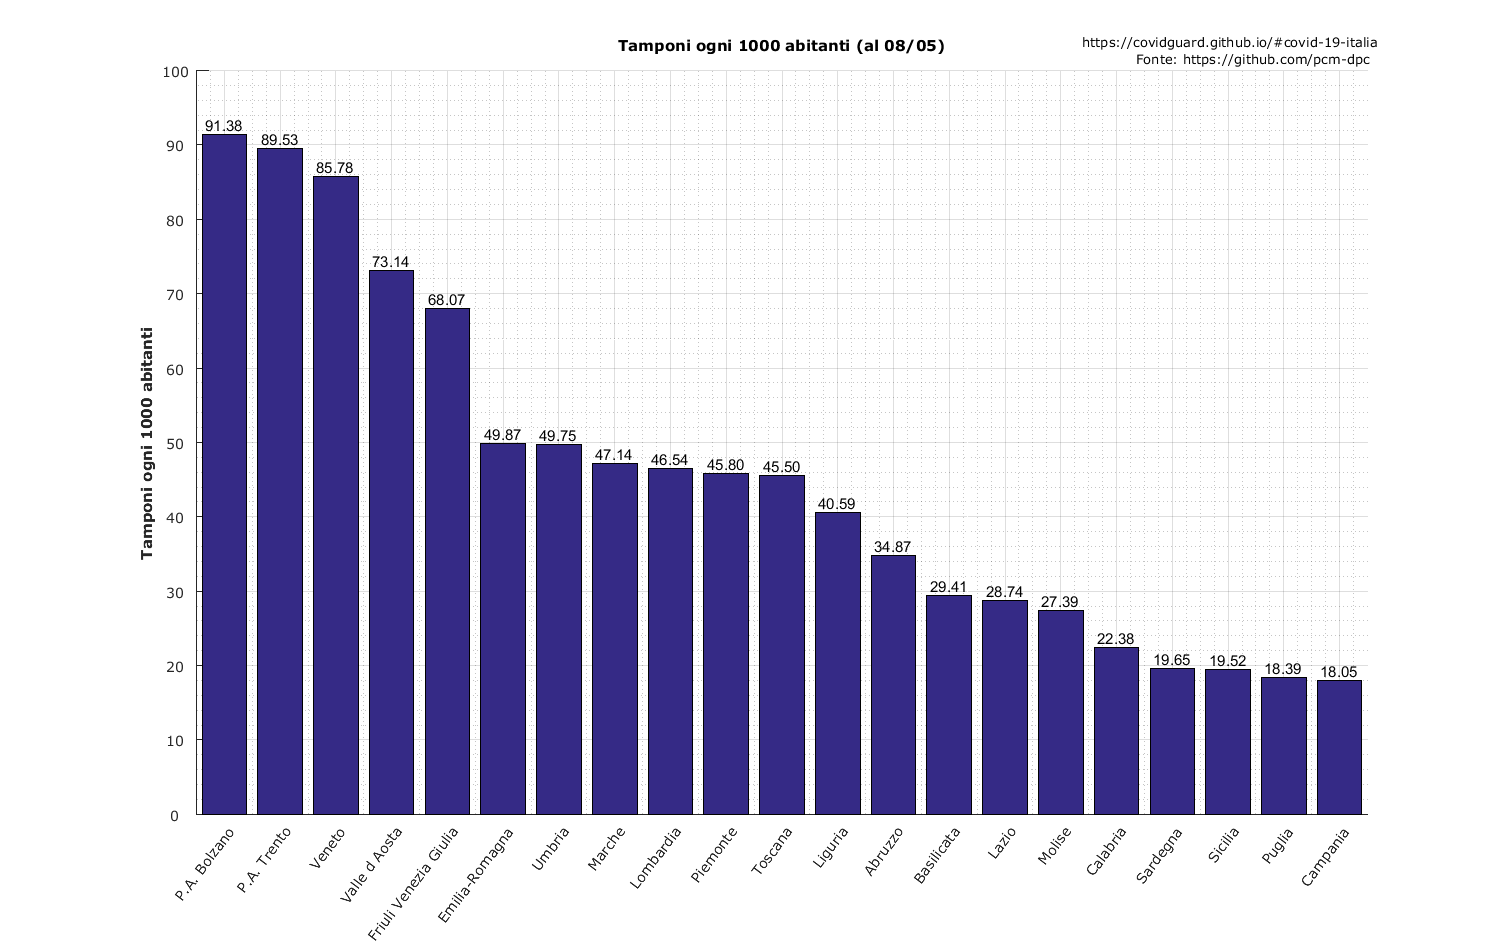 Tamponi ogni 1000 abitanti (al 08/05)
https://covidguard.github.io/#covid-19-italia
Fonte: https://github.com/pcm-dpc
Tamponi ogni 1000 abitanti
100
90
80
70
60
50
40
30
20
10
0
91.38
89.53
85.78
73.14
68.07
49.87
49.75
47.14
46.54
45.80
45.50
40.59
34.87
29.41
28.74
27.39
22.38
19.65
19.52
18.39
18.05
P.A. Bolzano
P.A. Trento
Veneto
Valle d Aosta
Friuli Venezia Giulia
Emilia-Romagna
Umbria
Marche
Lombardia
Piemonte
Toscana
Liguria
Abruzzo
Basilicata
Lazio
Molise
Calabria
Sardegna
Sicilia
Puglia
Campania